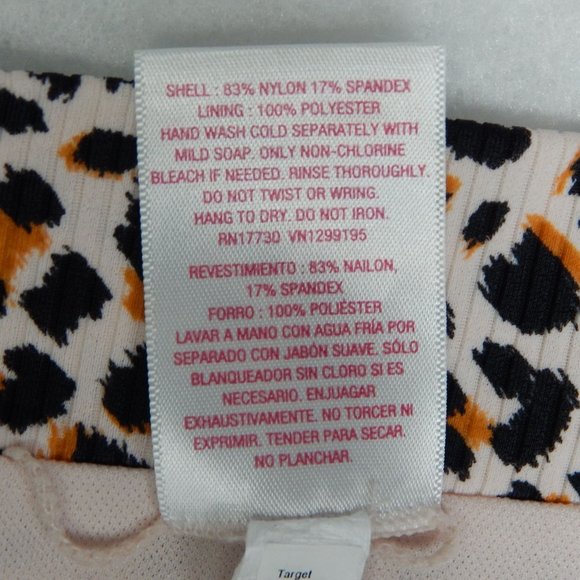 SHELL : 83% NYLON 17% SPANDEX
LINING : 100% POLYESTER
HAND WASH COLD SEPARATELY WITH
MILD SOAP. ONLY NON-CHLORINE
BLEACH IF NEEDED. RINSE THOROUGHLY.
DO NOT TWIST OR WRING.
HANG TO DRY. DO NOT IRON.
RN17730 VN1299195
REVESTIMIENTO : 83% NAILON,
17% SPANDEX
FORRO : 100% POLIÉSTER
LAVAR A MANO CON AGUA FRÍA POR
SEPARADO CON JABÓN SUAVE. SÓLO
BLANQUEADOR SIN CLORO SI ES
NECESARIO. ENJUAGAR
EXHAUSTIVAMENTE. NO TORCER NI
EXPRIMIR. TENDER PARA SECAR.
NO PLANCHAR.
Target